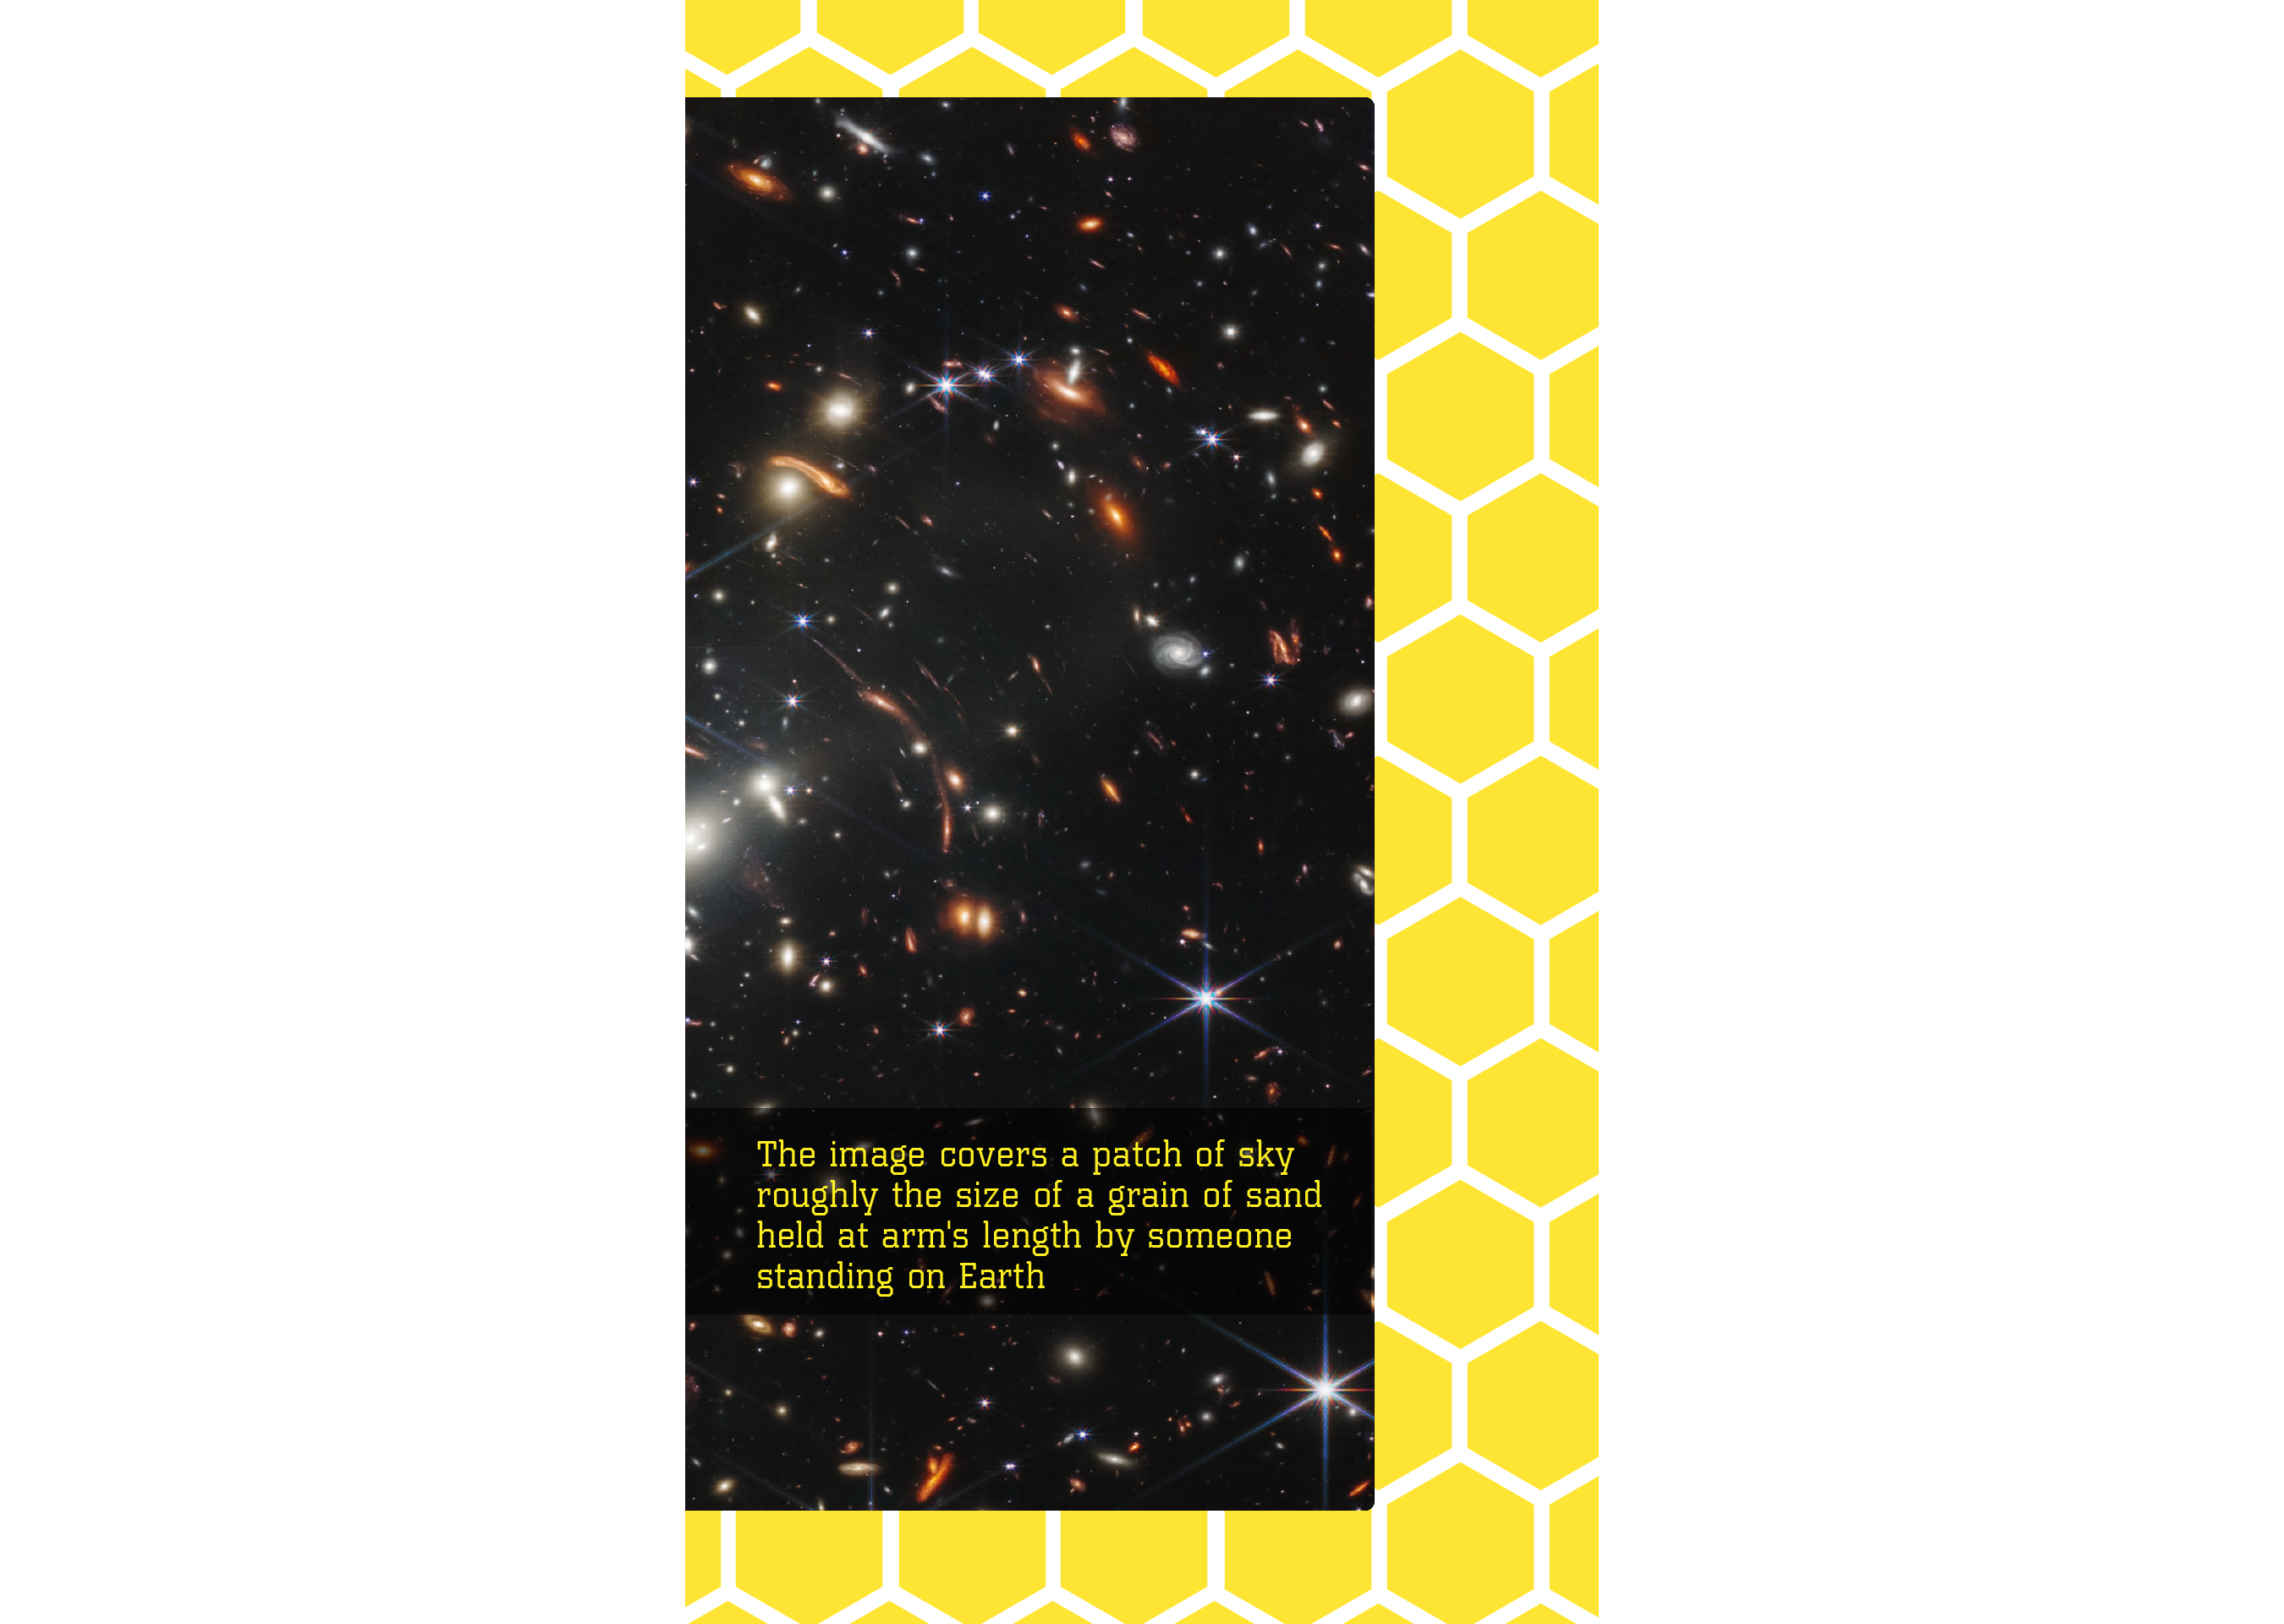 The image covers a patch of sky
roughly the size of a grain of sand
held at arm's length by someone
standing on Earth